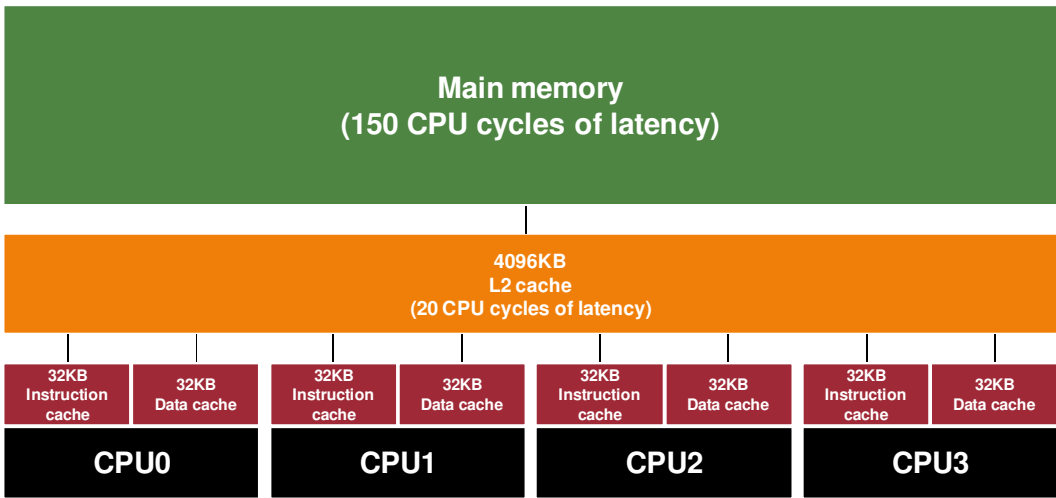 Main memory
(150 CPU cycles of latency)
4096KB
L2 cache
(20 CPU cycles of latency)
32KB
Instruction
cache
32KB
Data cache
32KB
Instruction
cache
32KB
Data cache
32KB
Instruction
cache
32KB
Data cache
32KB
Instruction
cache
32KB
Data cache
CPU0
CPU1
CPU2
CPU3